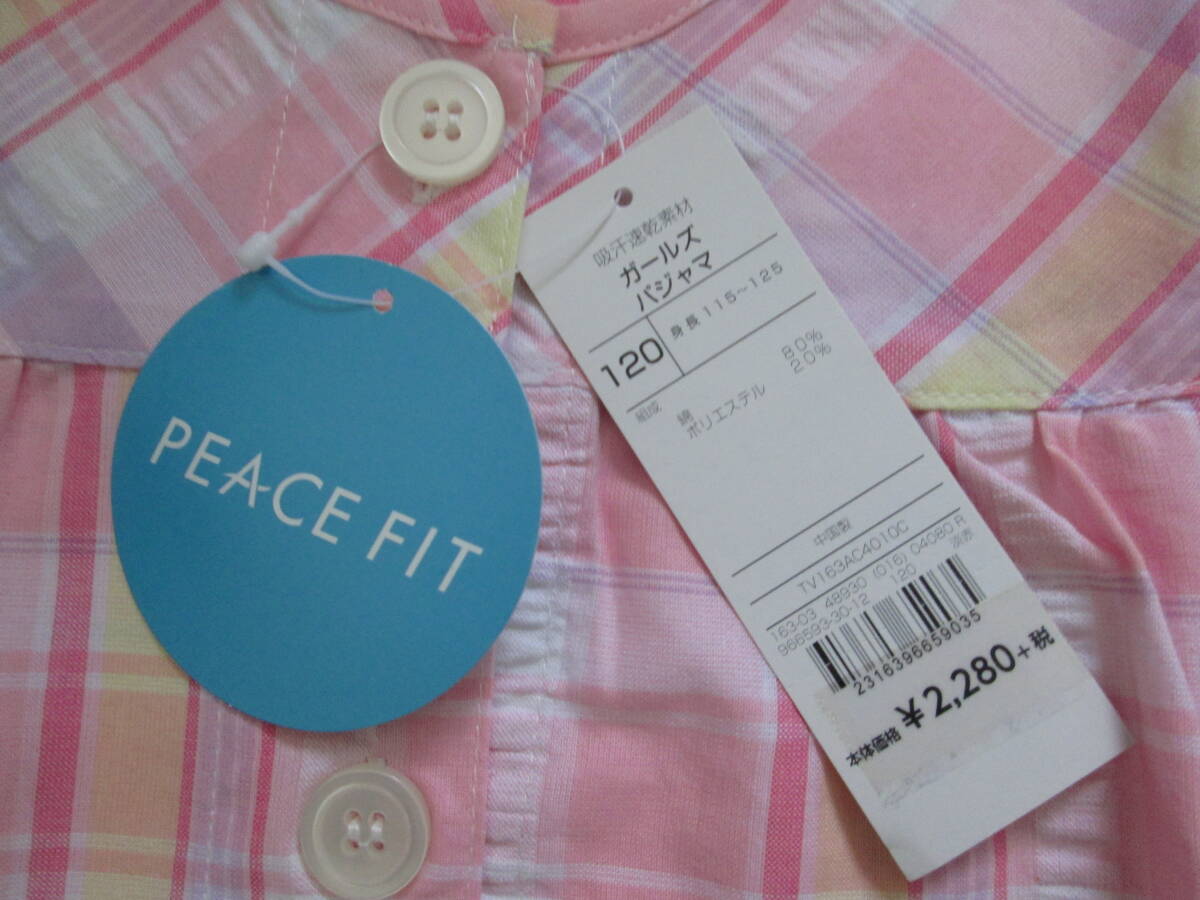 PEACE FIT
吸汗速乾素材
ガールズ
パジャマ
120 身長 115~125
組成 綿 80%
ポリエステル 20%
中国製
TV163AC4010C
163-03 48930 (016) 04080 R
966593-30-12 120 淡赤
2316396659035
本体価格 ¥2,280+税